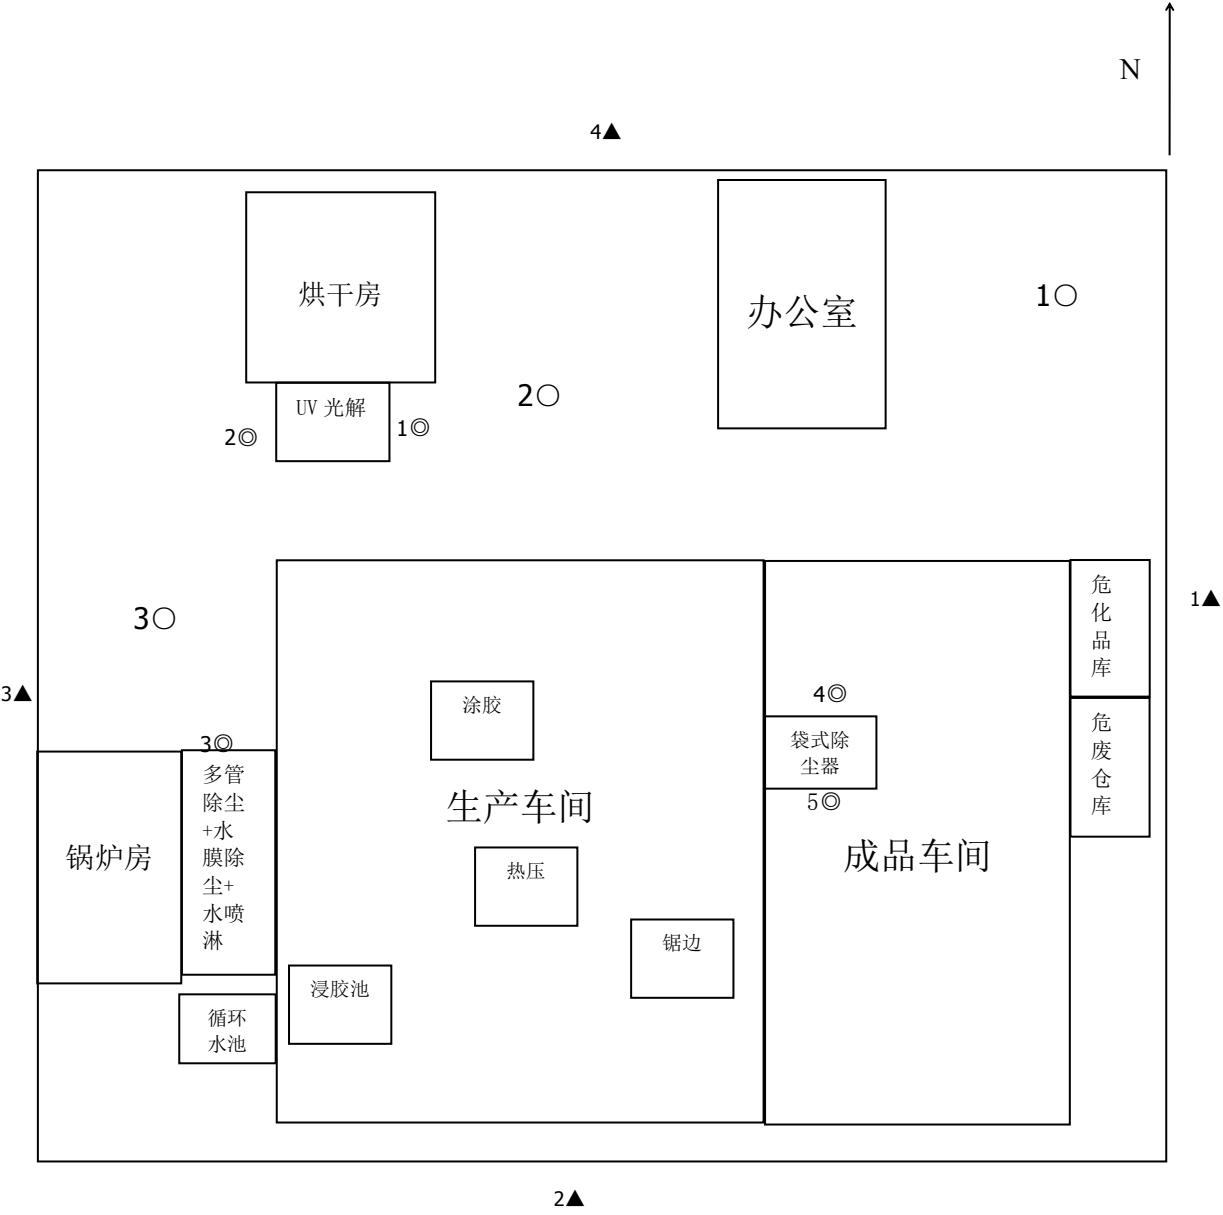 N
4▲
烘干房
办公室
1○
2○
UV 光解
2◎
1◎
3○
危
化
品
库
1▲
3▲
涂胶
4◎
袋式除
尘器
5◎
危
废
仓
库
3◎
多管
除尘
+水
膜除
尘+
水喷
淋
锅炉房
生产车间
成品车间
热压
锯边
浸胶池
循环
水池
2▲